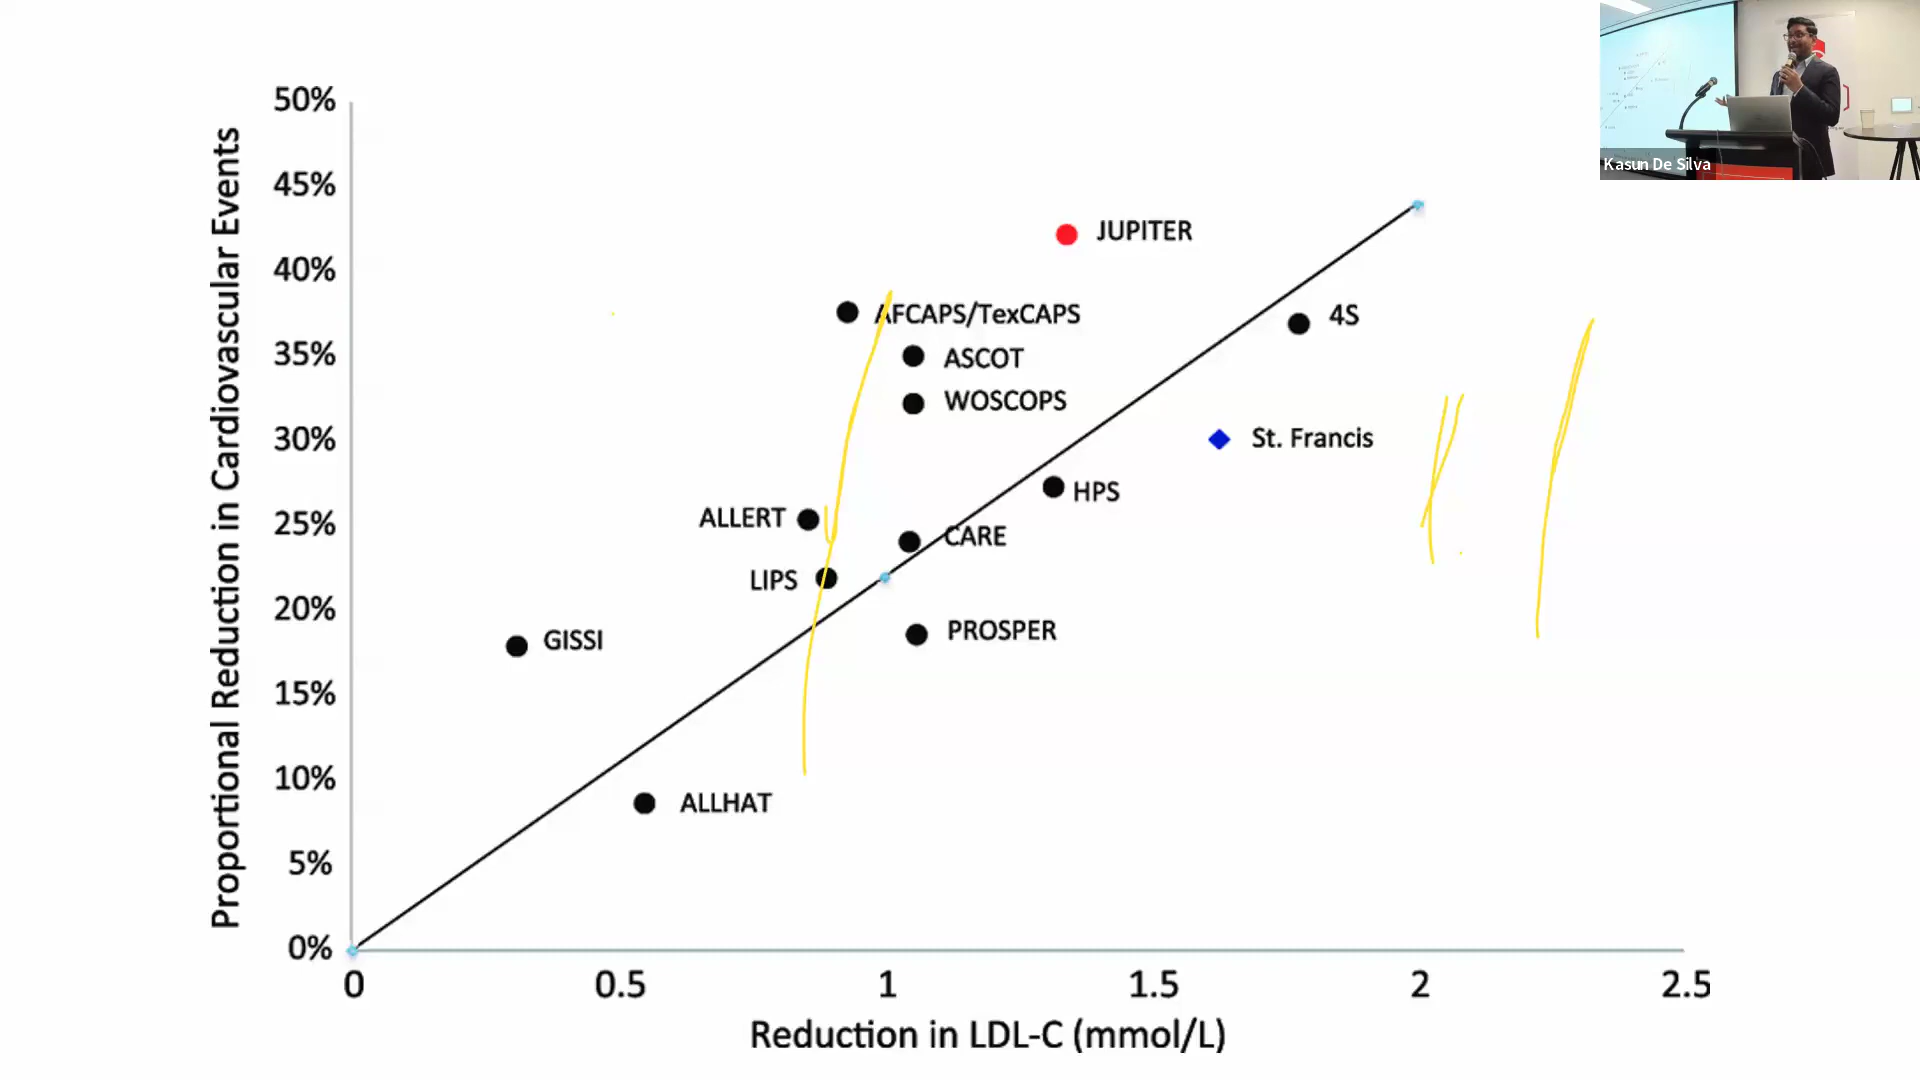 Kasun De Silva
Proportional Reduction in Cardiovascular Events
50%
45%
40%
35%
30%
25%
20%
15%
10%
5%
0%
JUPITER
AFCAPS/TexCAPS
4S
ASCOT
WOSCOPS
St. Francis
HPS
ALLERT
CARE
LIPS
PROSPER
GISSI
ALLHAT
0
0.5
1
1.5
2
2.5
Reduction in LDL-C (mmol/L)